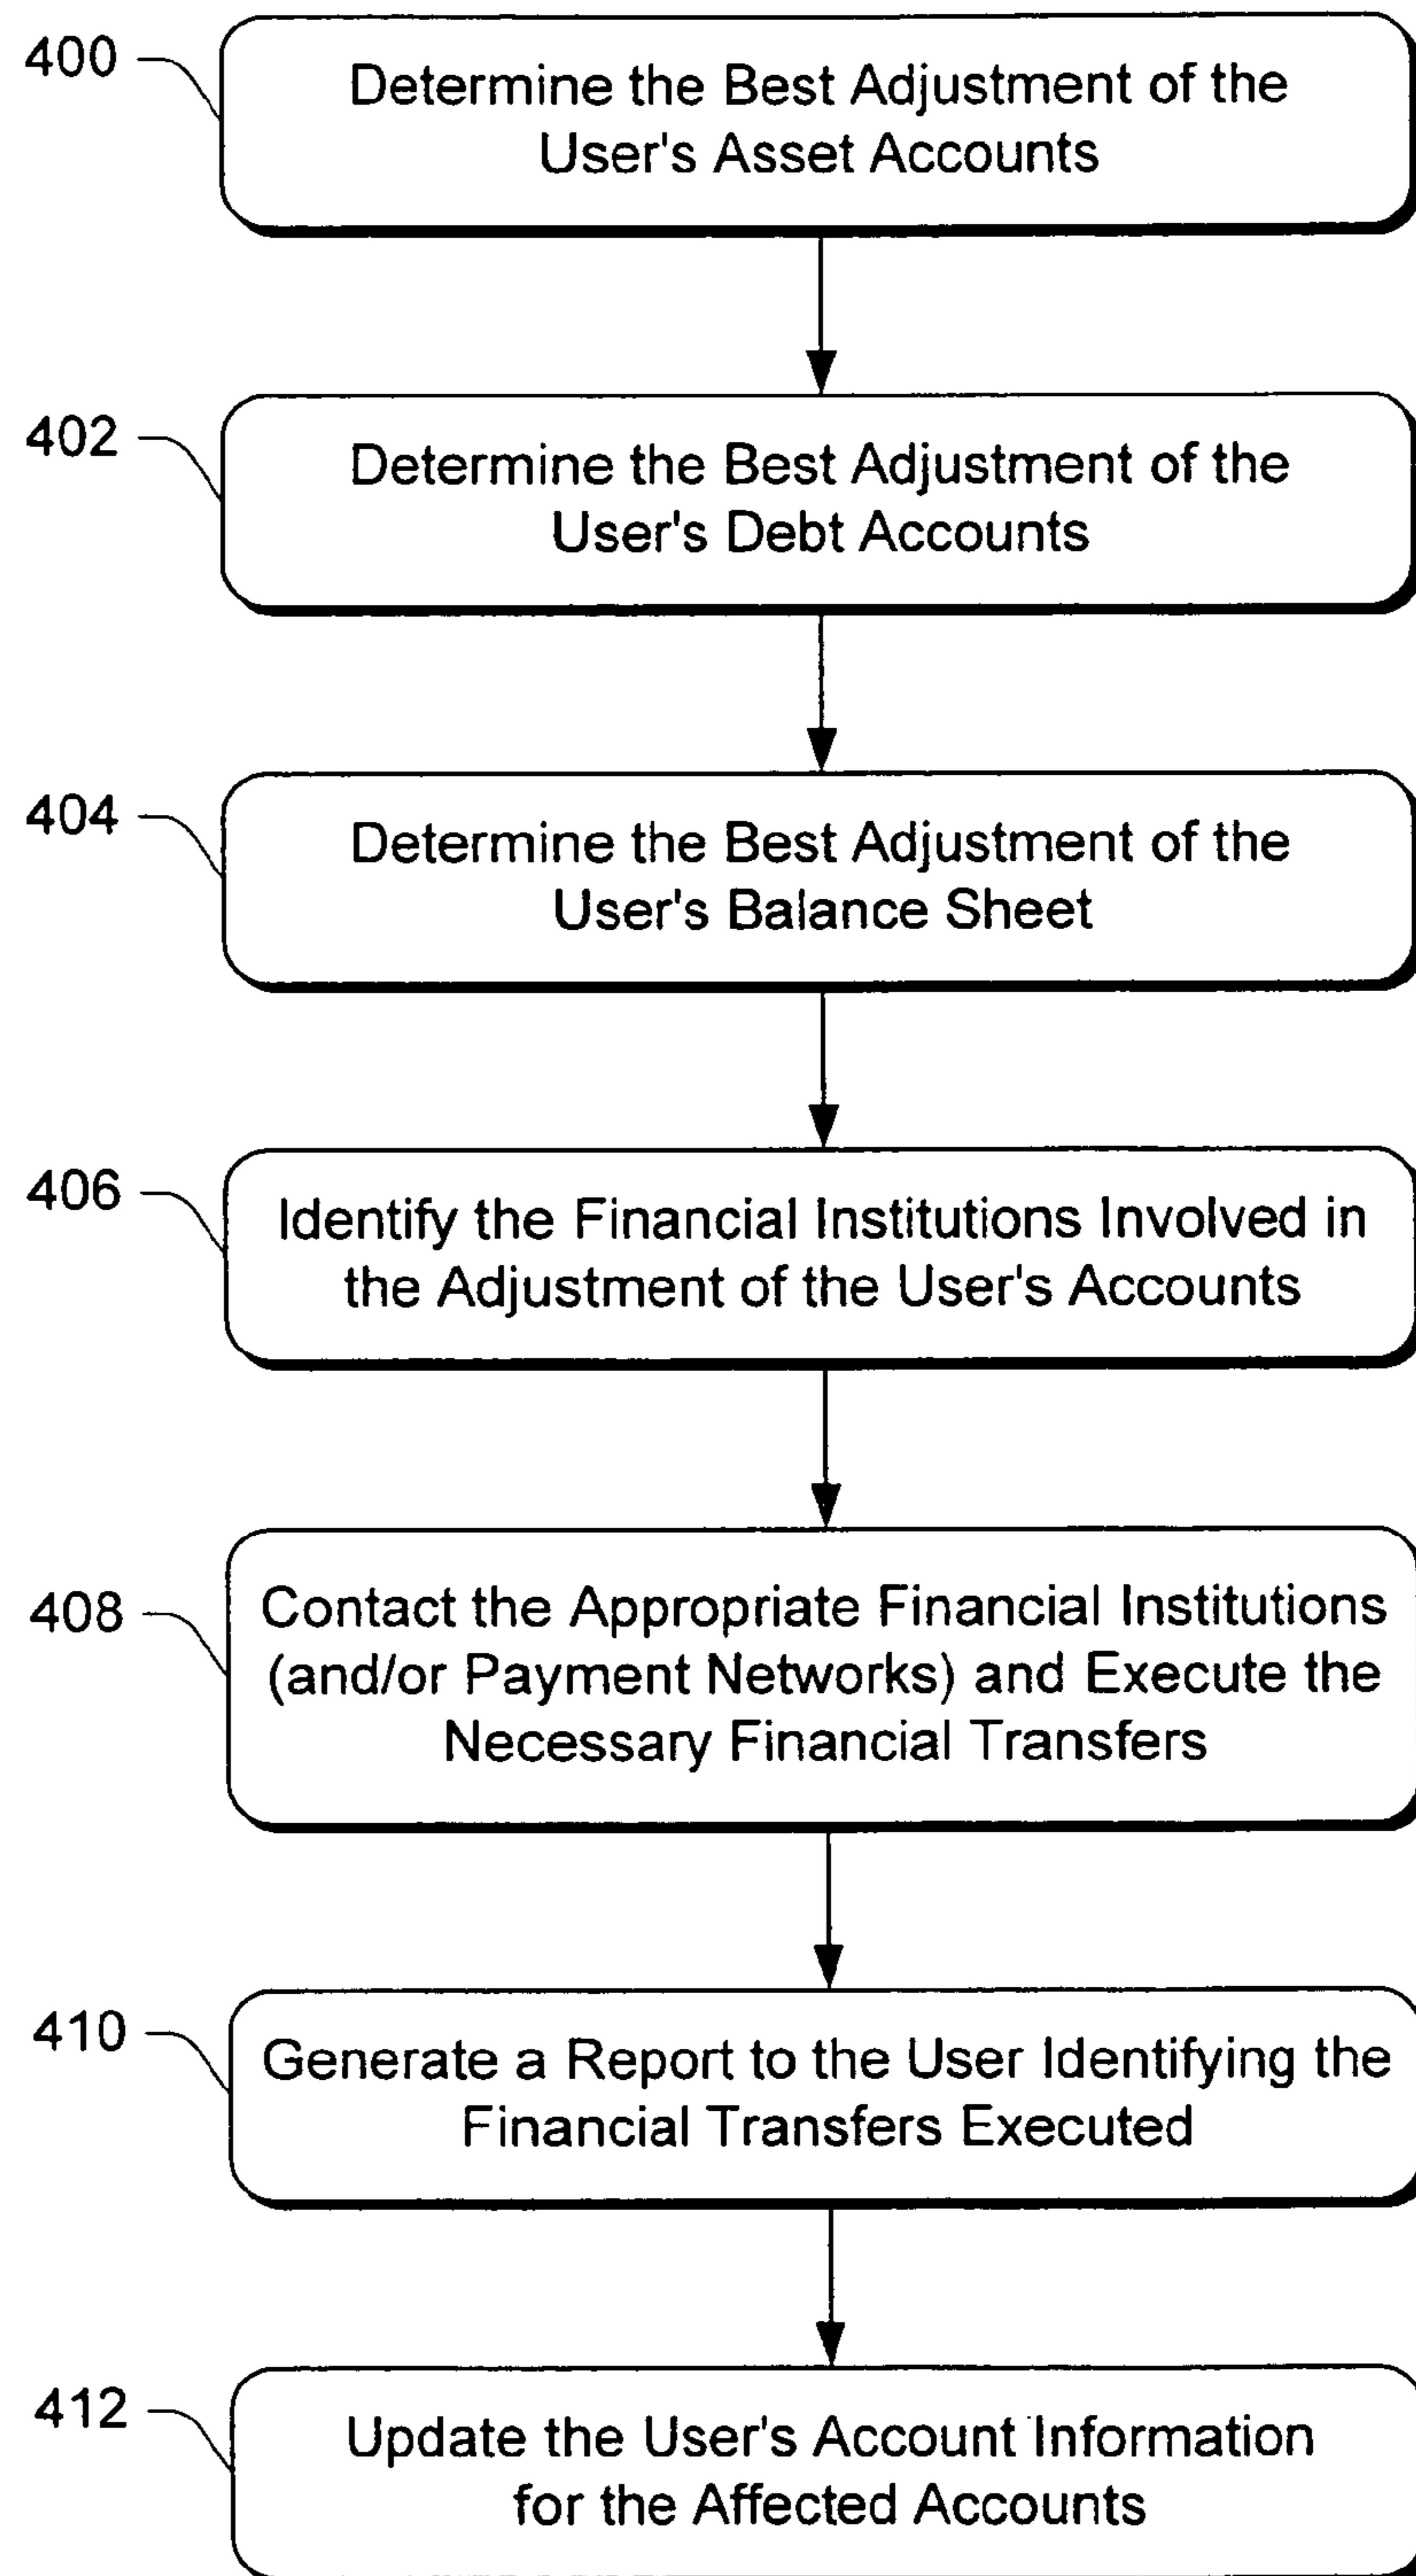 400
Determine the Best Adjustment of the
User's Asset Accounts
402
Determine the Best Adjustment of the
User's Debt Accounts
404
Determine the Best Adjustment of the
User's Balance Sheet
406
Identify the Financial Institutions Involved in
the Adjustment of the User's Accounts
408
Contact the Appropriate Financial Institutions
(and/or Payment Networks) and Execute the
Necessary Financial Transfers
410
Generate a Report to the User Identifying the
Financial Transfers Executed
412
Update the User's Account Information
for the Affected Accounts